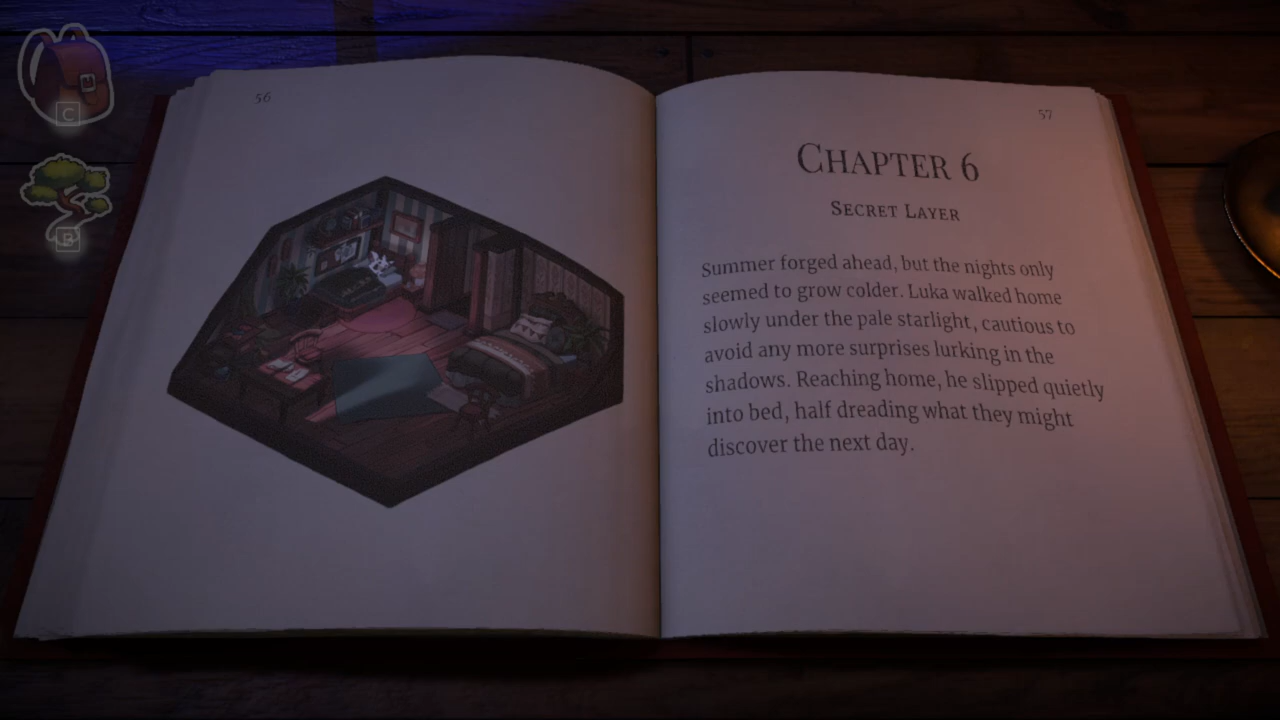 56
57
CHAPTER 6
SECRET LAYER
Summer forged ahead, but the nights only
seemed to grow colder. Luka walked home
slowly under the pale starlight, cautious to
avoid any more surprises lurking in the
shadows. Reaching home, he slipped quietly
into bed, half dreading what they might
discover the next day.
C
B